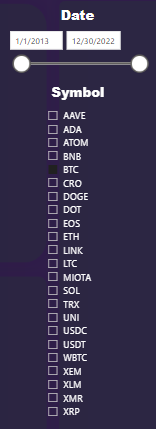 Date
1/1/2013 12/30/2022
Symbol
AAVE
ADA
ATOM
BNB
BTC
CRO
DOGE
DOT
EOS
ETH
LINK
LTC
MIOTA
SOL
TRX
UNI
USDC
USDT
WBTC
XEM
XLM
XMR
XRP